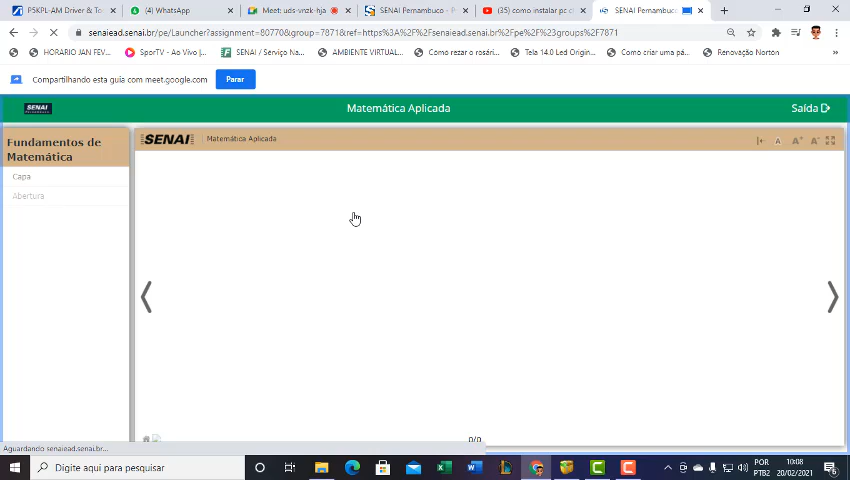 P5KPL-AM Driver & To
(4) WhatsApp
Meet: uds-vnzk-hja
SENAI Pernambuco - P
(35) como instalar pc c
SENAI Pernambuco
senaiead.senai.br/pe/Launcher?assignment=80770&group=7871&ref=https%3A%2F%2Fsenaiead.senai.br%2Fpe%2F%23groups%2F7871
HORARIO JAN FEV...
SporTV - Ao Vivo |...
SENAI / Serviço Na...
AMBIENTE VIRTUAL...
Como rezar o rosári...
Tela 14.0 Led Origin...
Como criar uma pá...
Renovação Norton
Compartilhando esta guia com meet.google.com
Parar
SENAI
Matemática Aplicada
Saída
Fundamentos de
Matemática
SENAI
Matemática Aplicada
A
A+
A-
Capa
Abertura
0/0
Aguardando senaiead.senai.br...
Digite aqui para pesquisar
POR
PTB2
10:08
20/02/2021